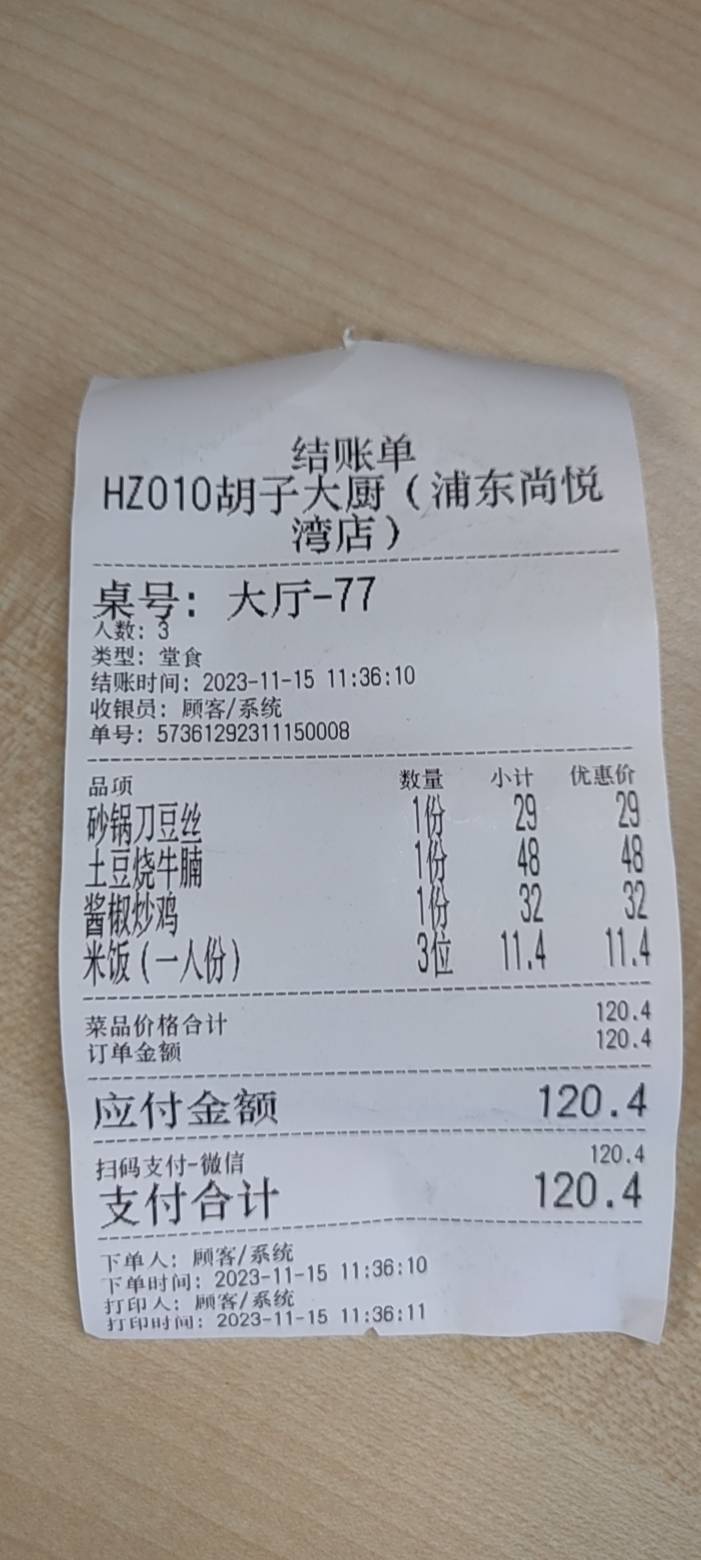 结账单
HZ010胡子大厨（浦东尚悦
湾店）
桌号: 大厅-77
人数: 3
类型: 堂食
结账时间: 2023-11-15 11:36:10
收银员: 顾客/系统
单号: 57361292311150008
品项 数量 小计 优惠价
砂锅刀豆丝 1份 29 29
土豆烧牛腩 1份 48 48
酱椒炒鸡 1份 32 32
米饭（一人份） 3位 11.4 11.4
菜品价格合计 120.4
订单金额 120.4
应付金额 120.4
扫码支付-微信 120.4
支付合计 120.4
下单人: 顾客/系统
下单时间: 2023-11-15 11:36:10
打印人: 顾客/系统
打印时间: 2023-11-15 11:36:11